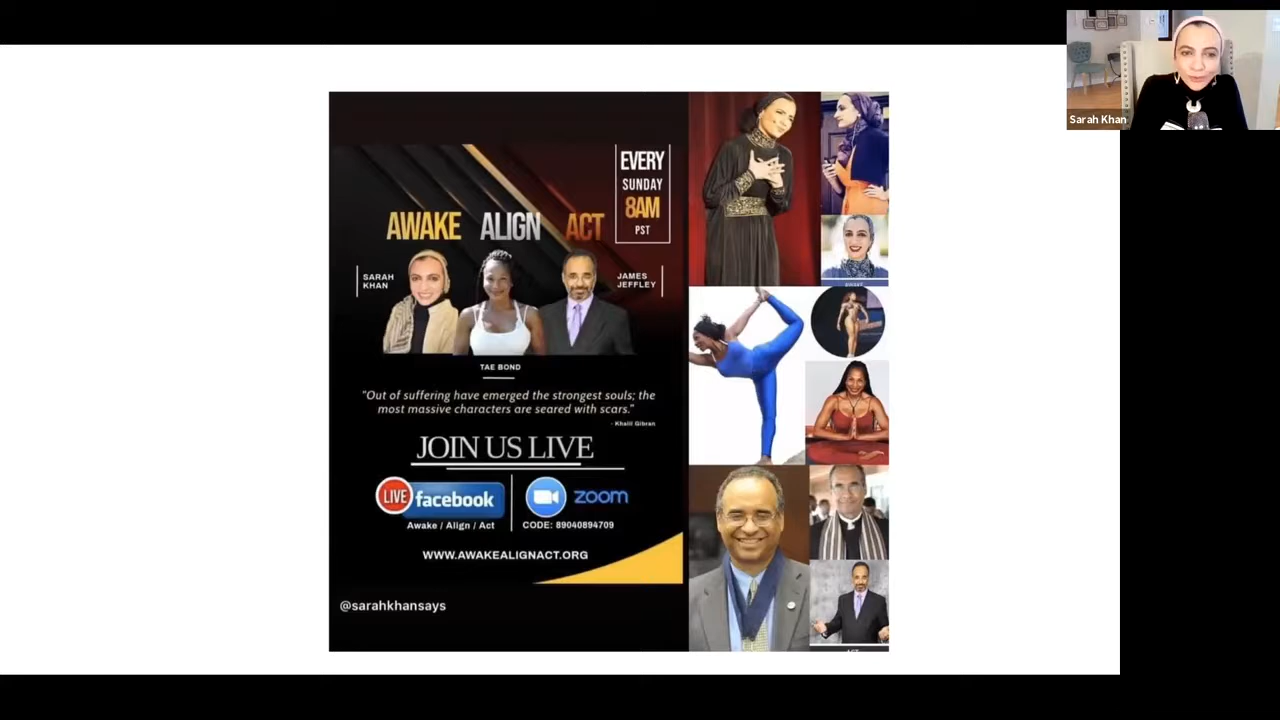 Sarah Khan
EVERY
SUNDAY
8AM
PST
AWAKE ALIGN ACT
SARAH
KHAN
JAMES
JEFFLEY
TAE BOND
"Out of suffering have emerged the strongest souls; the
most massive characters are seared with scars."
- Khalil Gibran
JOIN US LIVE
LIVE facebook
zoom
Awake / Align / Act
CODE: 89040894709
WWW.AWAKEALIGNACT.ORG
@sarahkhansays